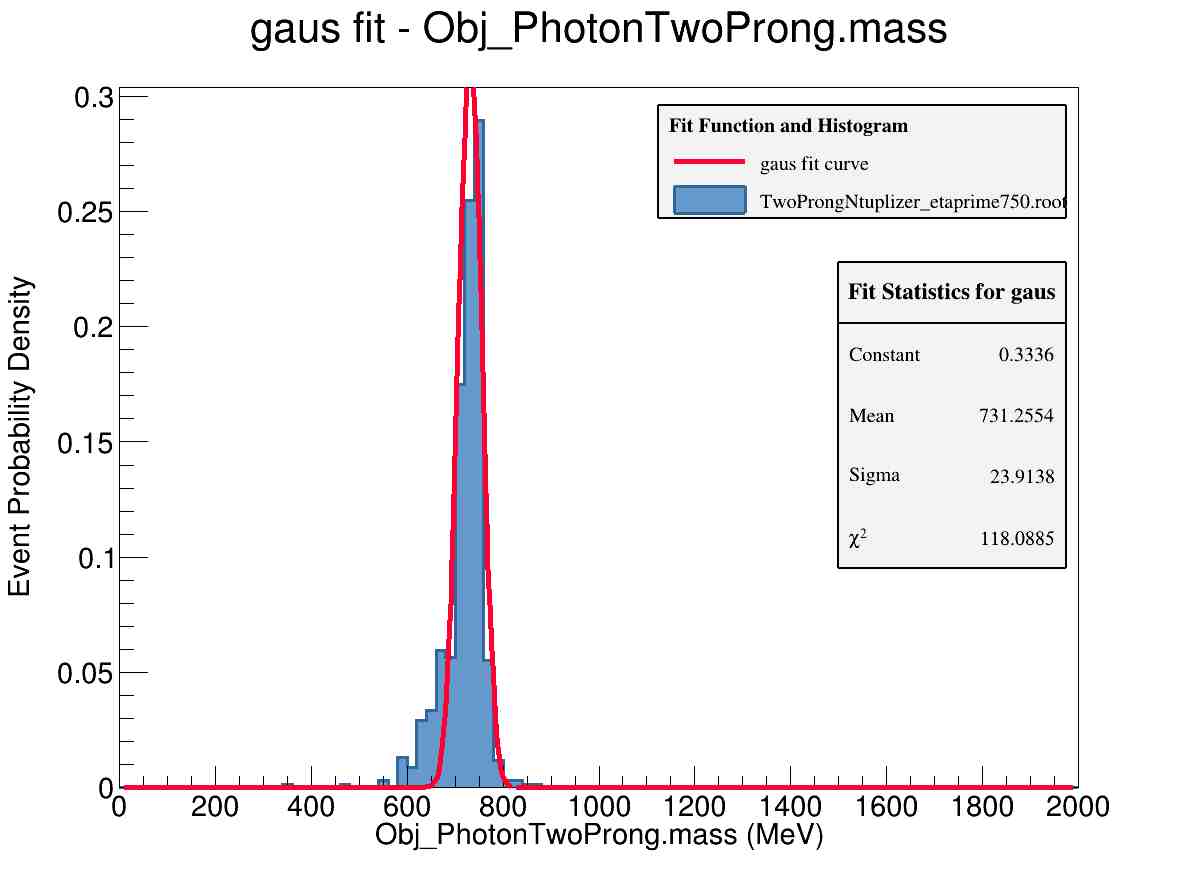 gaus fit - Obj_PhotonTwoProng.mass
Event Probability Density
0.3
0.25
0.2
0.15
0.1
0.05
0
0 200 400 600 800 1000 1200 1400 1600 1800 2000
Obj_PhotonTwoProng.mass (MeV)
Fit Function and Histogram
gaus fit curve
TwoProngNtuplizer_etaprime750.root
Fit Statistics for gaus
Constant 0.3336
Mean 731.2554
Sigma 23.9138
χ² 118.0885